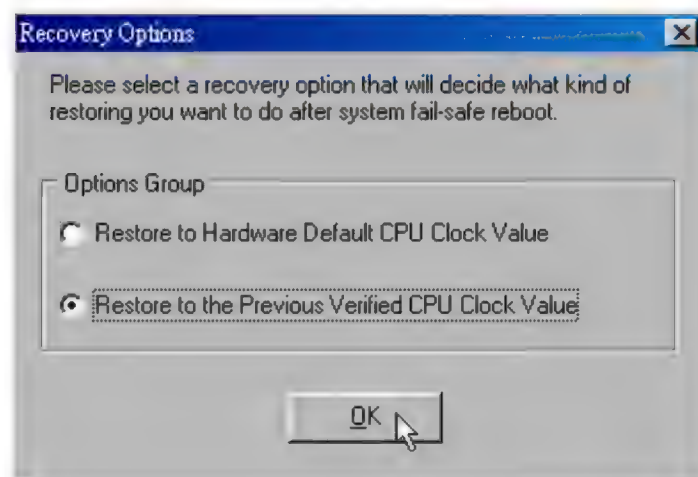 Recovery Options
Please select a recovery option that will decide what kind of
restoring you want to do after system fail-safe reboot.
Options Group
Restore to Hardware Default CPU Clock Value
Restore to the Previous Verified CPU Clock Value
OK